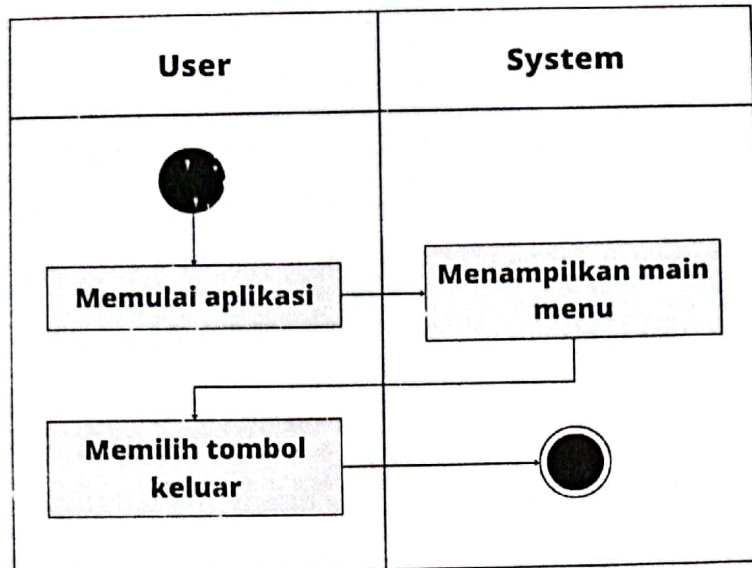 User
System
Memulai aplikasi
Menampilkan main
menu
Memilih tombol
keluar